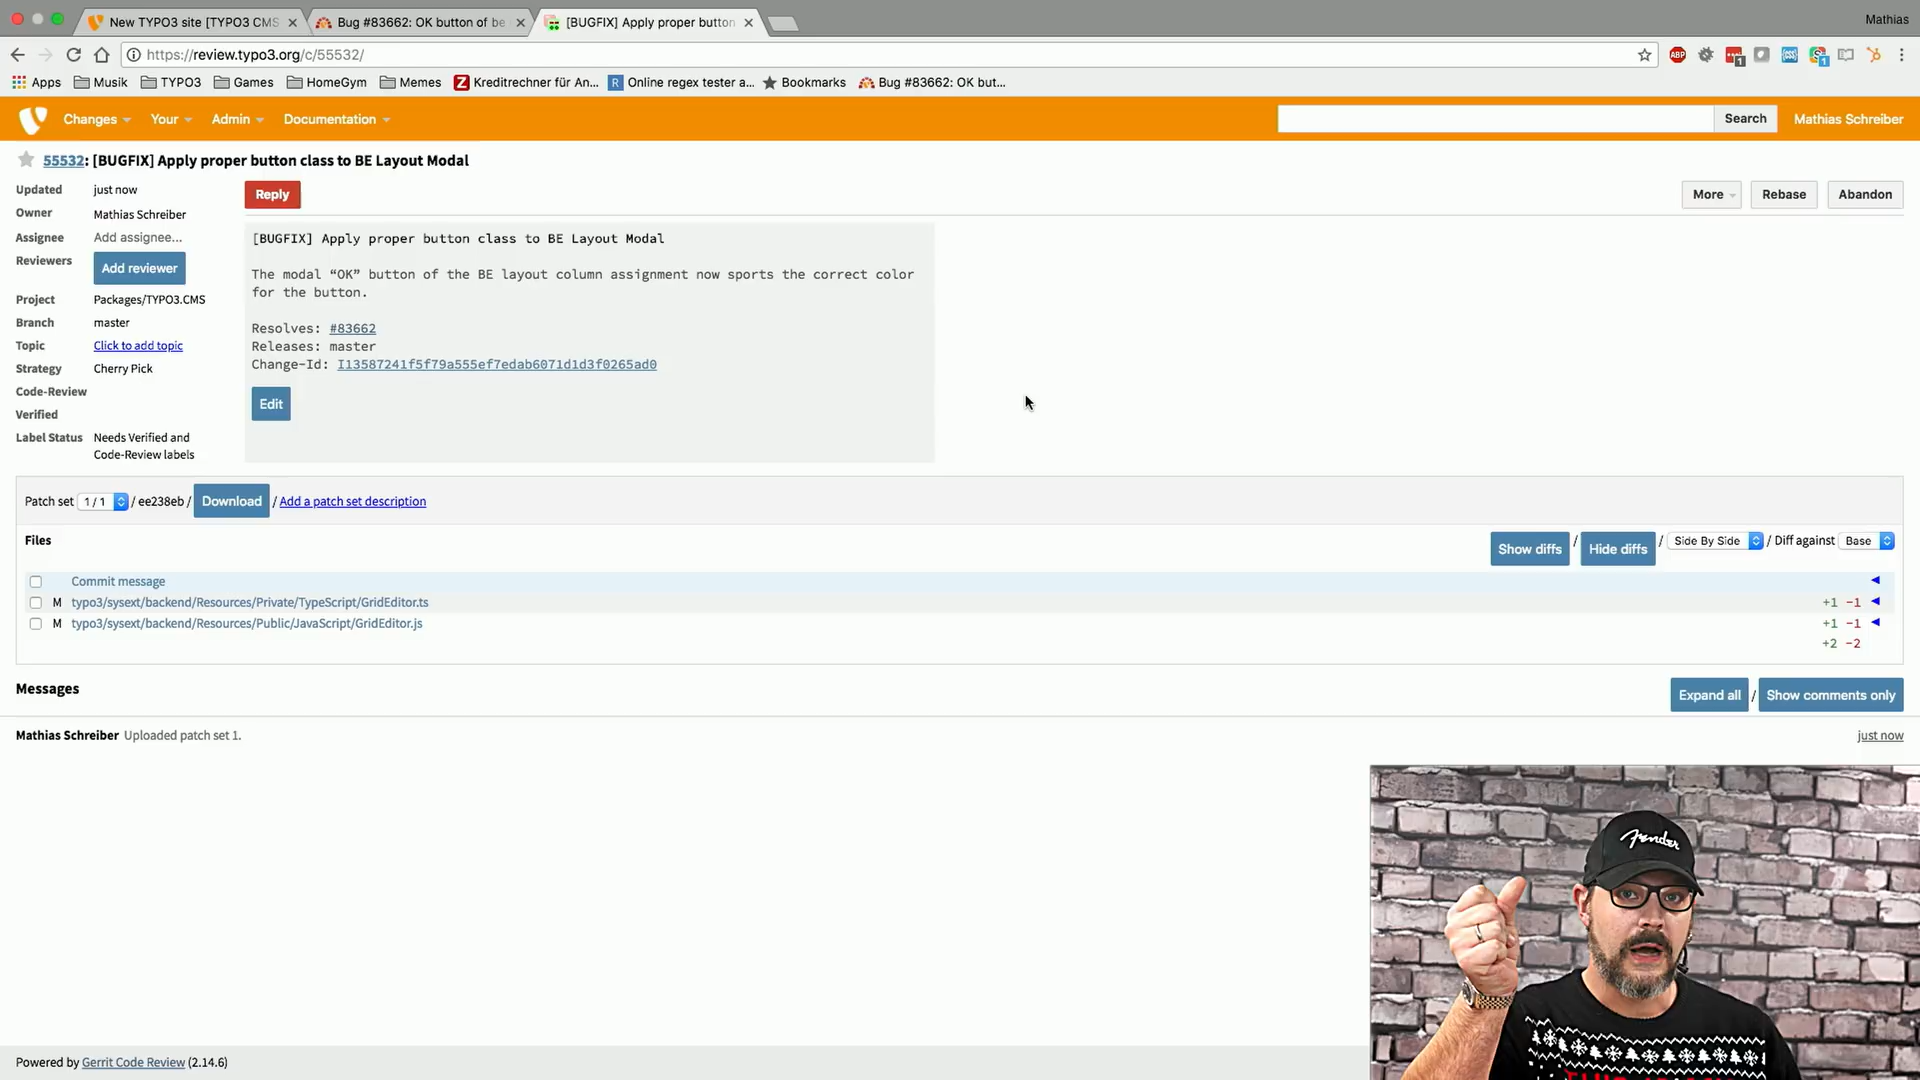 New TYPO3 site [TYPO3 CMS
Bug #83662: OK button of be
[BUGFIX] Apply proper button
Mathias
https://review.typo3.org/c/55532/
Apps
Musik
TYPO3
Games
HomeGym
Memes
Kreditrechner für An...
Online regex tester a...
Bookmarks
Bug #83662: OK but...
Changes
Your
Admin
Documentation
Search
Mathias Schreiber
55532: [BUGFIX] Apply proper button class to BE Layout Modal
Updated just now
Owner Mathias Schreiber
Assignee Add assignee...
Reviewers Add reviewer
Project Packages/TYPO3.CMS
Branch master
Topic Click to add topic
Strategy Cherry Pick
Code-Review
Verified
Label Status Needs Verified and
Code-Review labels
Reply
More
Rebase
Abandon
[BUGFIX] Apply proper button class to BE Layout Modal
The modal “OK” button of the BE layout column assignment now sports the correct color
for the button.
Resolves: #83662
Releases: master
Change-Id: I13587241f5f79a555ef7edab6071d1d3f0265ad0
Edit
Patch set 1 / 1 / ee238eb / Download / Add a patch set description
Files
Show diffs / Hide diffs / Side By Side / Diff against Base
Commit message
M typo3/sysext/backend/Resources/Private/TypeScript/GridEditor.ts +1 -1
M typo3/sysext/backend/Resources/Public/JavaScript/GridEditor.js +1 -1
+2 -2
Messages
Expand all / Show comments only
Mathias Schreiber Uploaded patch set 1. just now
Fender
Powered by Gerrit Code Review (2.14.6)